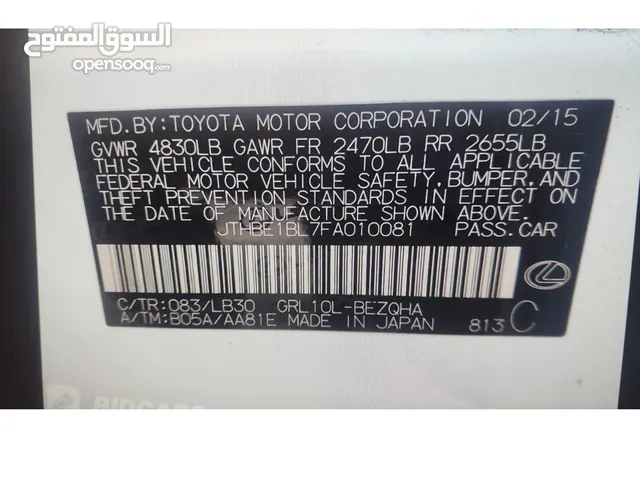 السوق المفتوح
opensooq.com
MFD.BY:TOYOTA MOTOR CORPORATION 02/15
GVWR 4830LB GAWR FR 2470LB RR 2655LB
THIS VEHICLE CONFORMS TO ALL APPLICABLE
FEDERAL MOTOR VEHICLE SAFETY, BUMPER, AND
THEFT PREVENTION STANDARDS IN EFFECT ON
THE DATE OF MANUFACTURE SHOWN ABOVE.
JTHBE1BL7FA010081 PASS.CAR
C/TR:083/LB30 GRL10L-BEZQHA
A/TM:B05A/AA81E MADE IN JAPAN 813 C